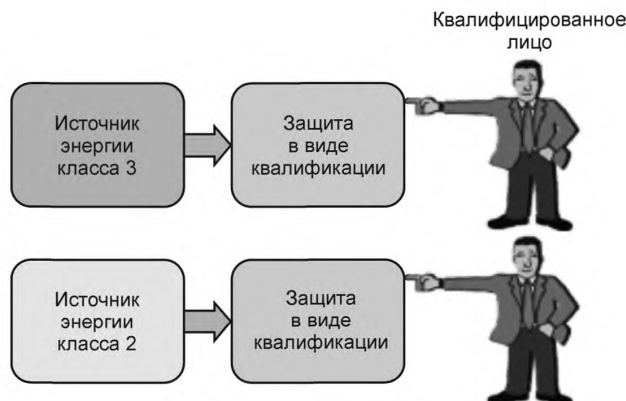 Квалифицированное
лицо
Источник
энергии
класса 3
Защита
в виде
квалификации
Источник
энергии
класса 2
Защита
в виде
квалификации